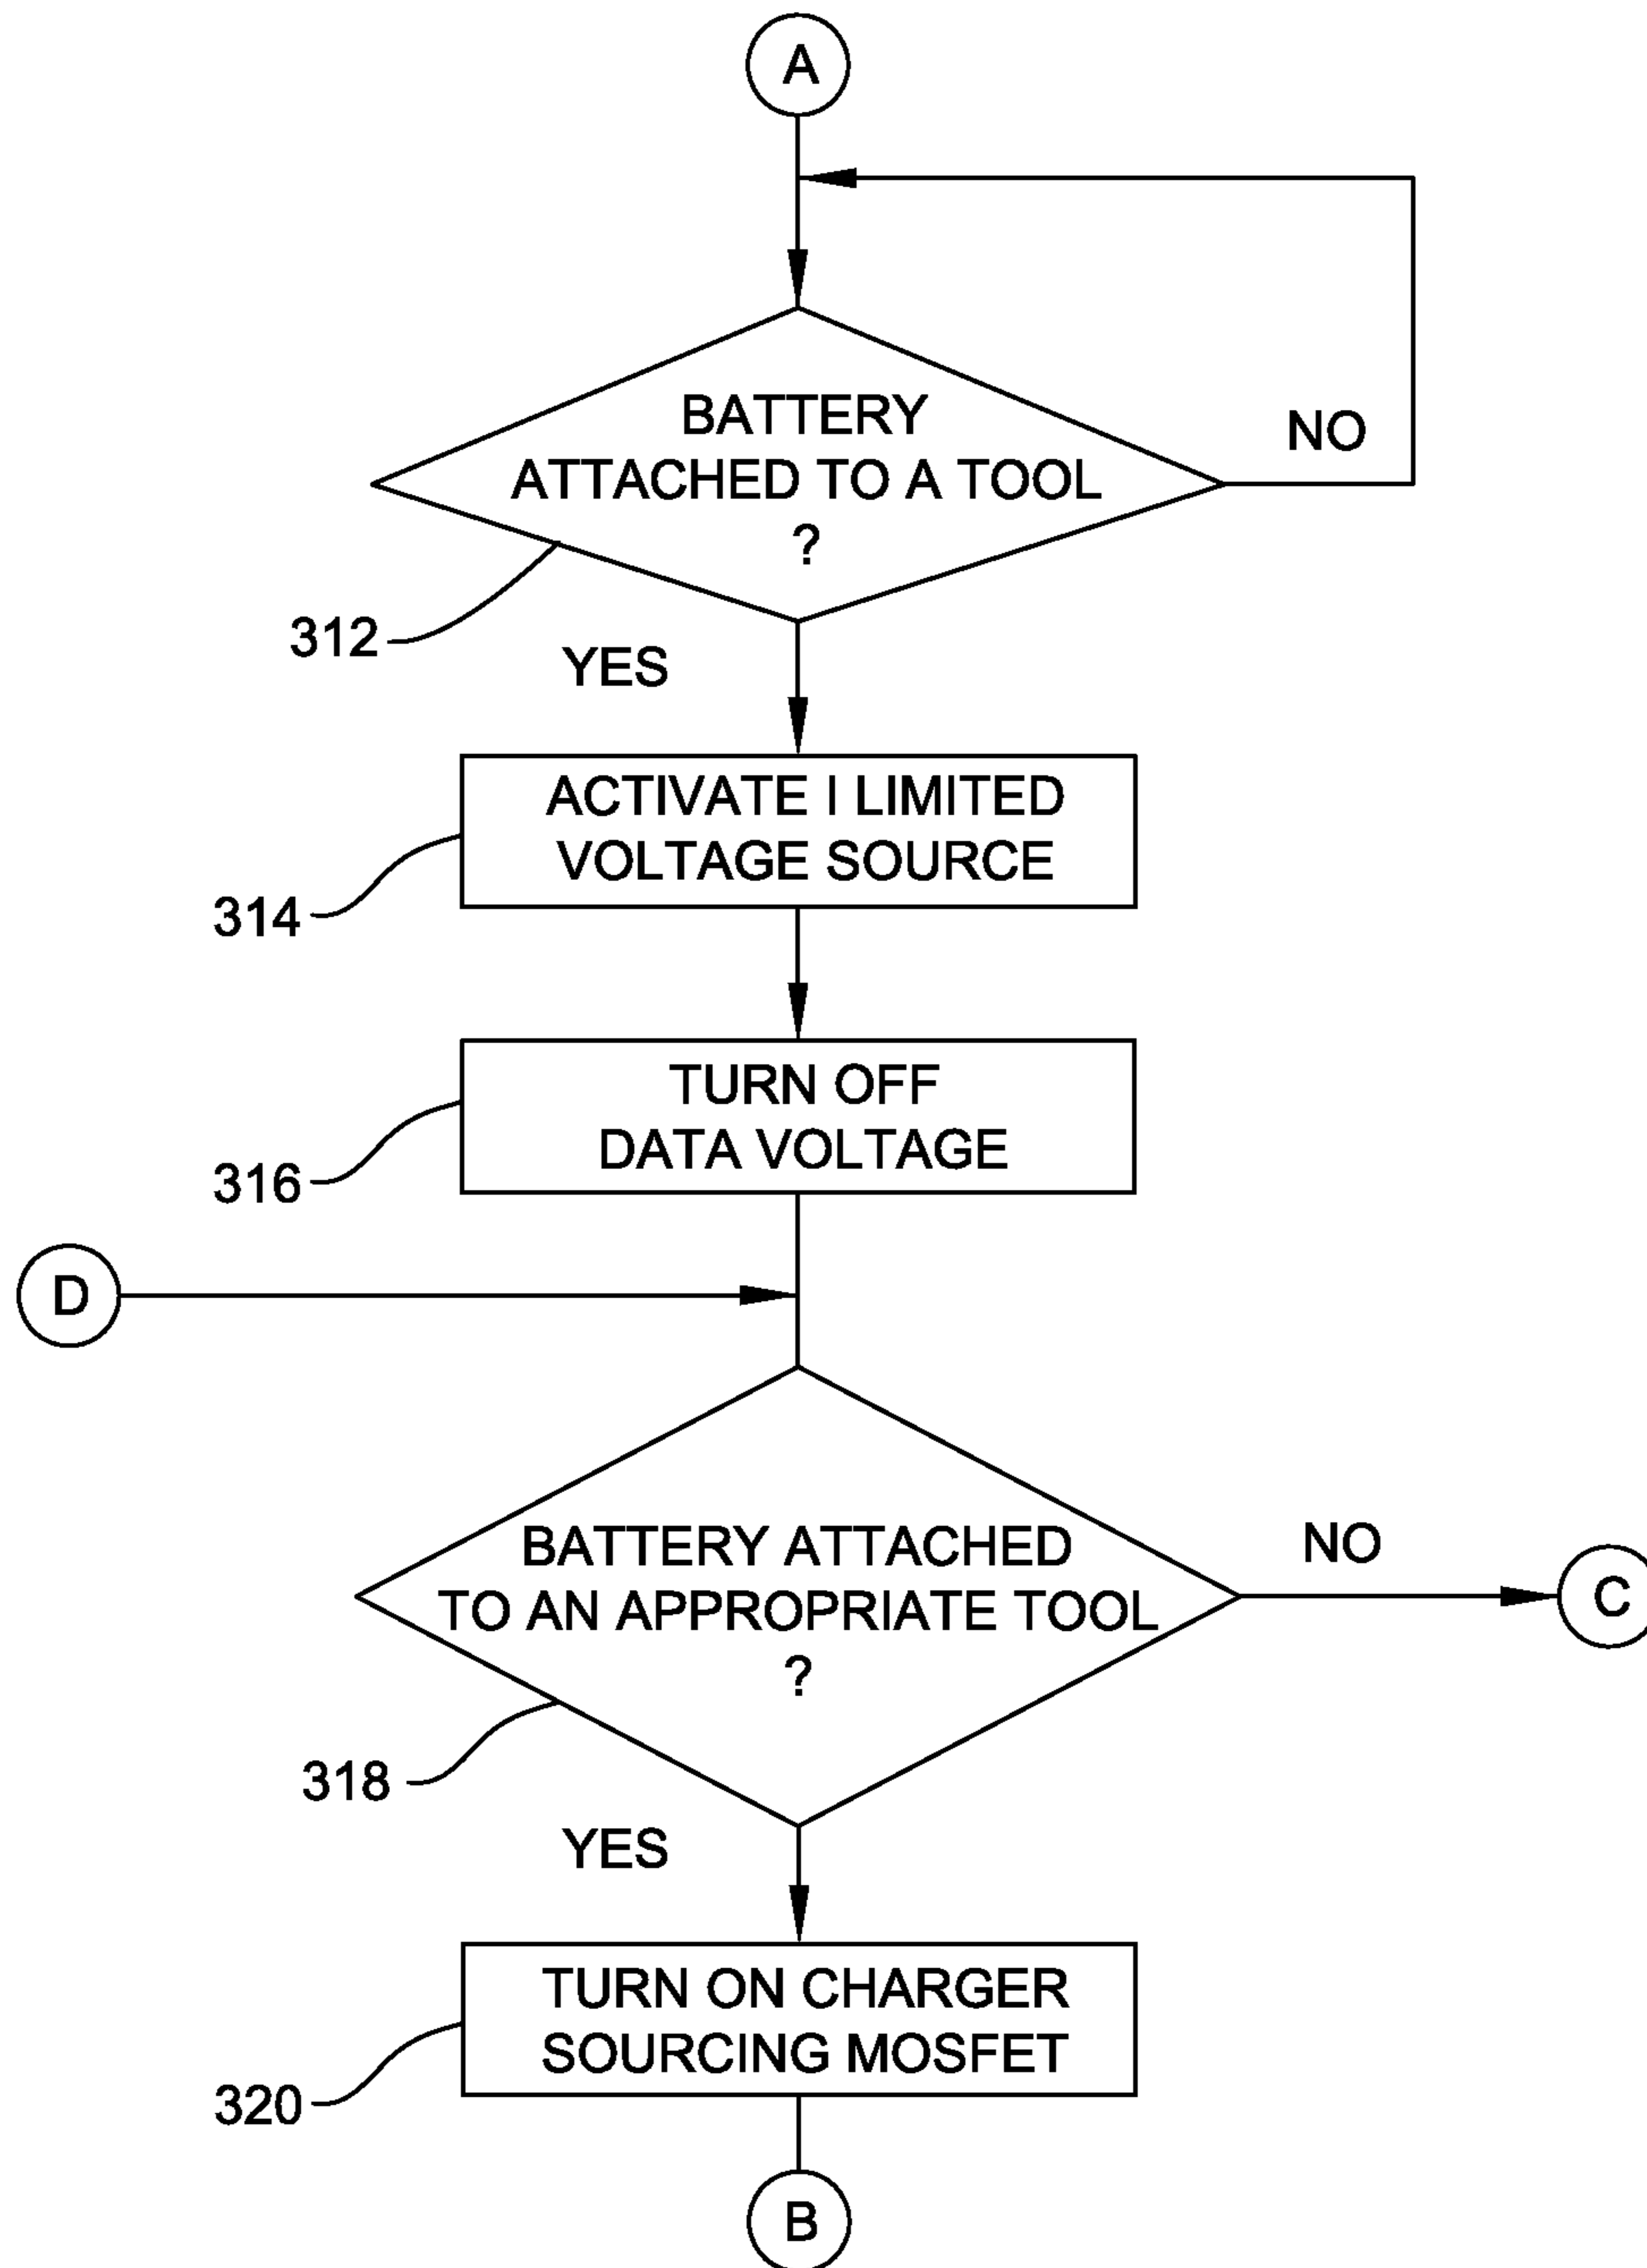 A
BATTERY
ATTACHED TO A TOOL
?
NO
312
YES
ACTIVATE I LIMITED
VOLTAGE SOURCE
314
TURN OFF
DATA VOLTAGE
316
D
BATTERY ATTACHED
TO AN APPROPRIATE TOOL
?
NO
C
318
YES
TURN ON CHARGER
SOURCING MOSFET
320
B